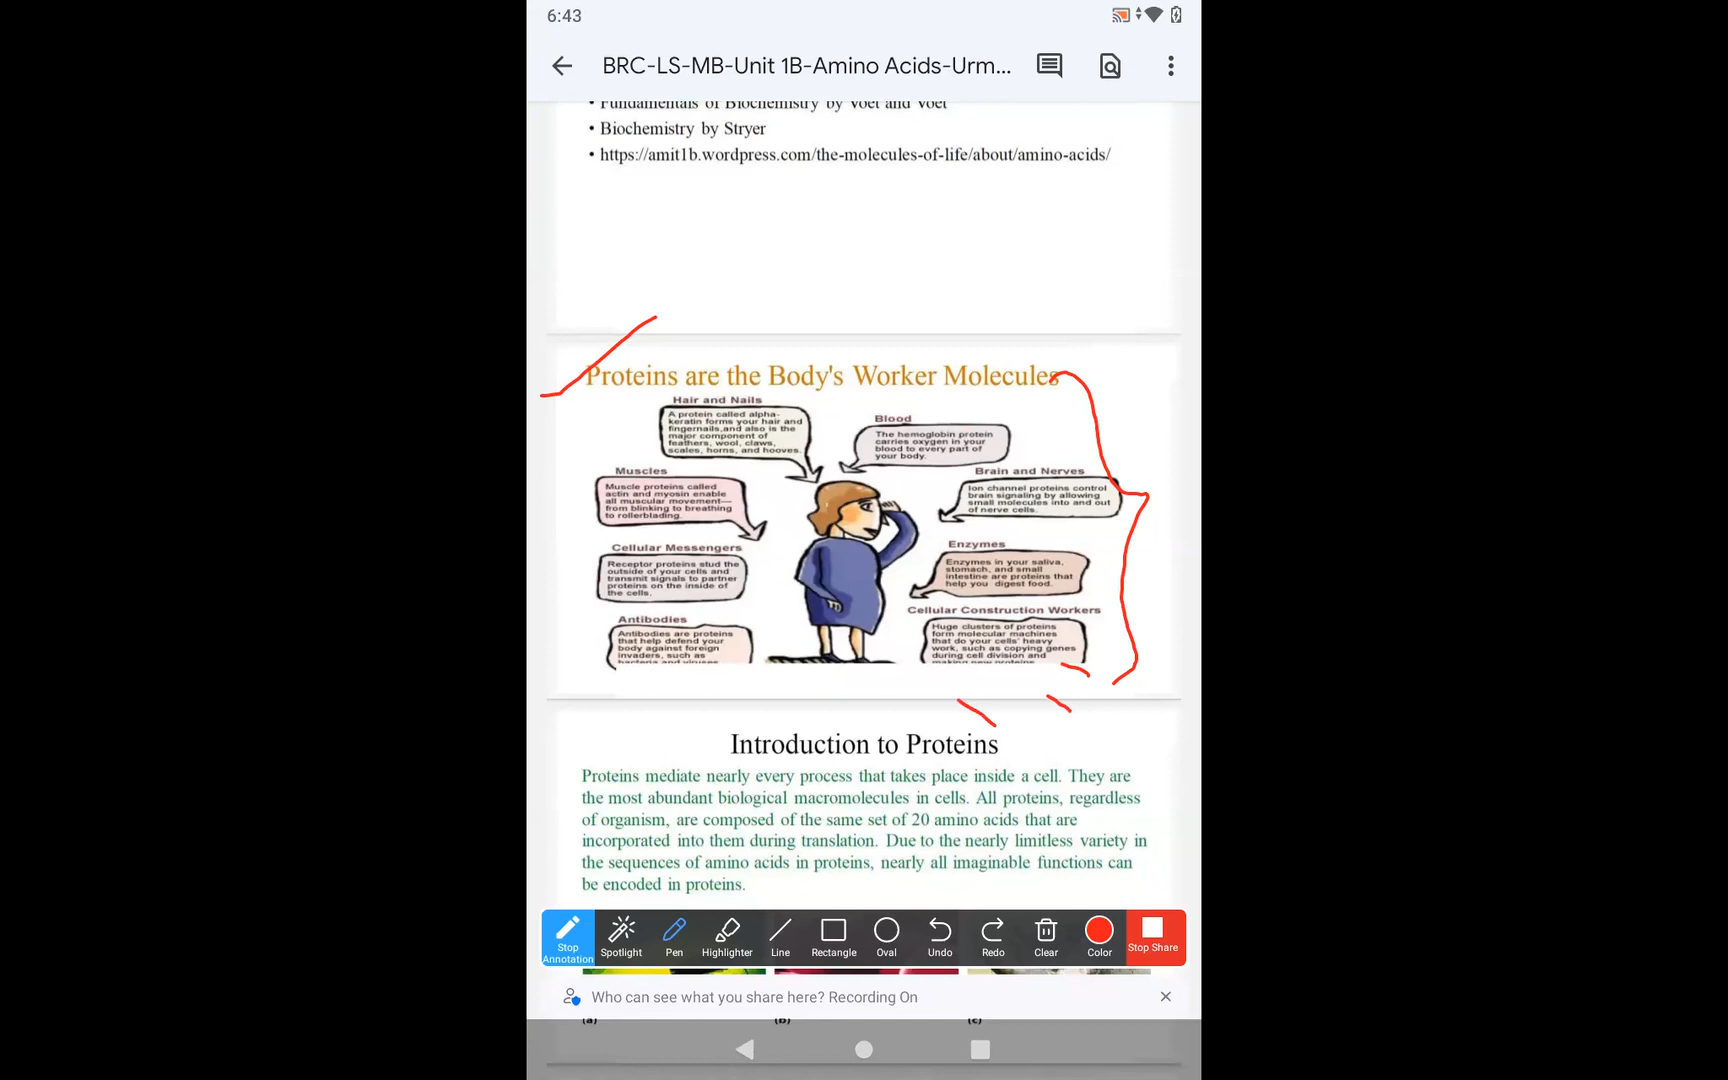 6:43
BRC-LS-MB-Unit 1B-Amino Acids-Urm...
• Fundamentals of Biochemistry by Voet and Voet
• Biochemistry by Stryer
• https://amit1b.wordpress.com/the-molecules-of-life/about/amino-acids/
Proteins are the Body's Worker Molecules
Hair and Nails
A protein called alpha-
keratin forms your hair and
fingernails,and also is the
major component of
feathers, wool, claws,
scales, horns, and hooves.
Blood
The hemoglobin protein
carries oxygen in your
blood to every part of
your body.
Muscles
Muscle proteins called
actin and myosin enable
all muscular movement—
from blinking to breathing
to rollerblading.
Brain and Nerves
Ion channel proteins control
brain signaling by allowing
small molecules into and out
of nerve cells.
Cellular Messengers
Receptor proteins stud the
outside of your cells and
transmit signals to partner
proteins on the inside of
the cells.
Enzymes
Enzymes in your saliva,
stomach, and small
intestine are proteins that
help you digest food.
Antibodies
Antibodies are proteins
that help defend your
body against foreign
invaders, such as
bacteria and viruses
Cellular Construction Workers
Huge clusters of proteins
form molecular machines
that do your cells' heavy
work, such as copying genes
during cell division and
making new proteins
Introduction to Proteins
Proteins mediate nearly every process that takes place inside a cell. They are
the most abundant biological macromolecules in cells. All proteins, regardless
of organism, are composed of the same set of 20 amino acids that are
incorporated into them during translation. Due to the nearly limitless variety in
the sequences of amino acids in proteins, nearly all imaginable functions can
be encoded in proteins.
Stop Annotation
Spotlight
Pen
Highlighter
Line
Rectangle
Oval
Undo
Redo
Clear
Color
Stop Share
Who can see what you share here? Recording On
(a) (b) (c)